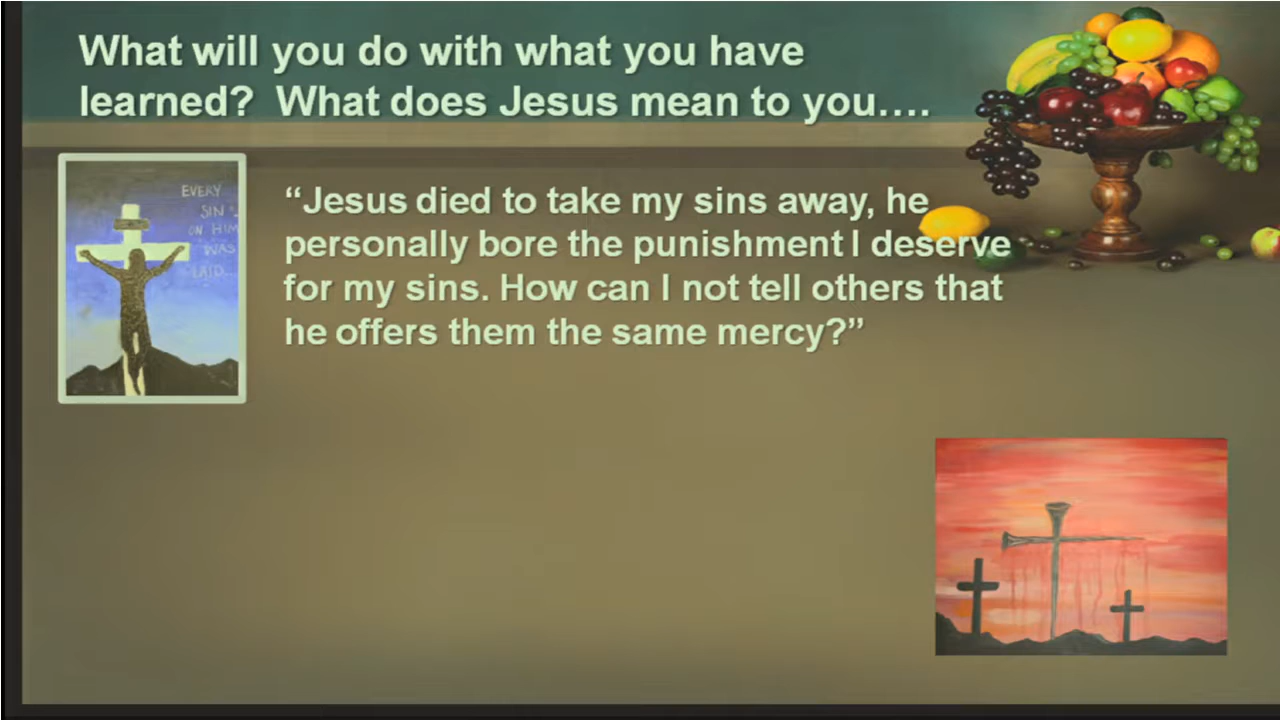 What will you do with what you have
learned?  What does Jesus mean to you....
EVERY
SIN
ON HIM
WAS
LAID...
“Jesus died to take my sins away, he
personally bore the punishment I deserve
for my sins. How can I not tell others that
he offers them the same mercy?”